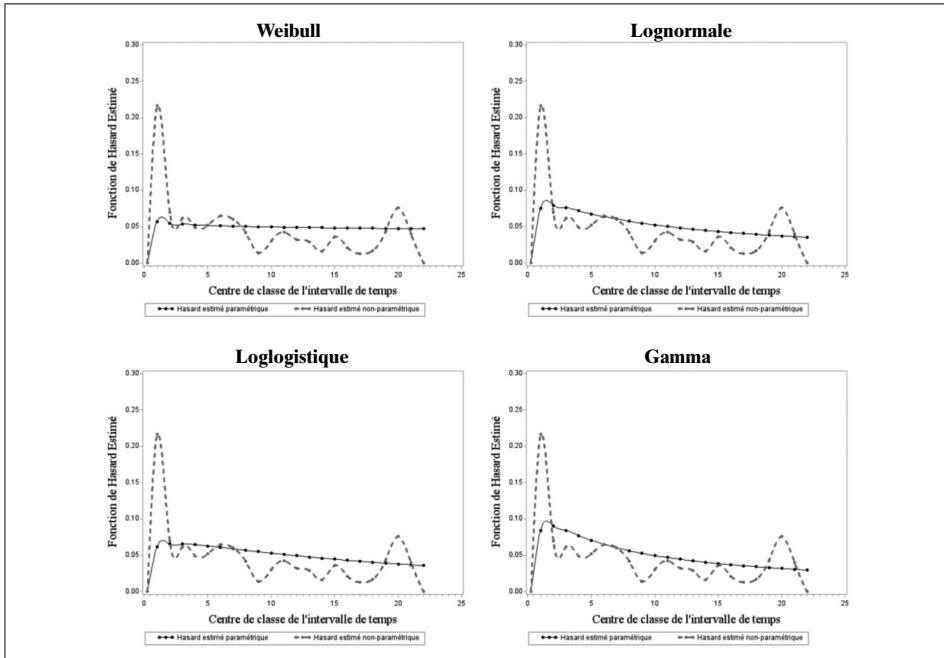 Weibull
Lognormale
Fonction de Hasard Estimé
0.30
0.25
0.20
0.15
0.10
0.05
0.00
0
5
10
15
20
25
Centre de classe de l'intervalle de temps
Hasard estimé paramétrique
Hasard estimé non-paramétrique
Fonction de Hasard Estimé
0.30
0.25
0.20
0.15
0.10
0.05
0.00
0
5
10
15
20
25
Centre de classe de l'intervalle de temps
Hasard estimé paramétrique
Hasard estimé non-paramétrique
Loglogistique
Gamma
Fonction de Hasard Estimé
0.30
0.25
0.20
0.15
0.10
0.05
0.00
0
5
10
15
20
25
Centre de classe de l'intervalle de temps
Hasard estimé paramétrique
Hasard estimé non-paramétrique
Fonction de Hasard Estimé
0.30
0.25
0.20
0.15
0.10
0.05
0.00
0
5
10
15
20
25
Centre de classe de l'intervalle de temps
Hasard estimé paramétrique
Hasard estimé non-paramétrique